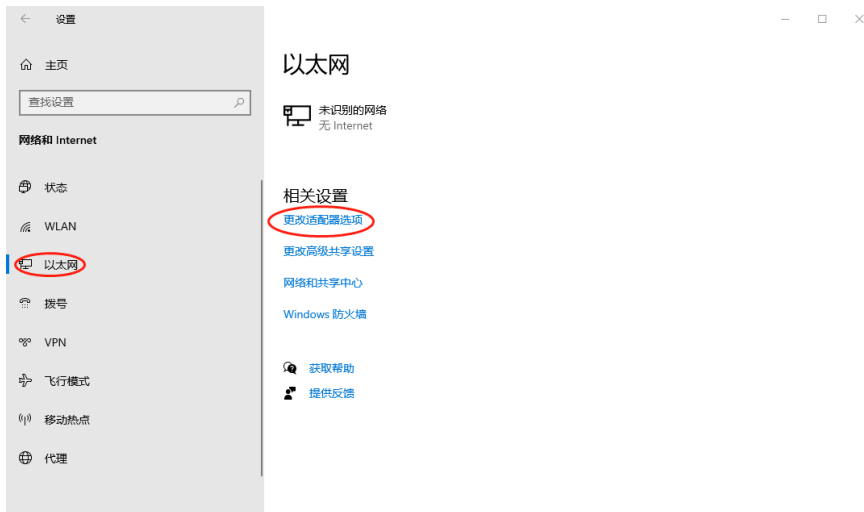 设置
主页
查找设置
网络和 Internet
状态
WLAN
以太网
拨号
VPN
飞行模式
移动热点
代理
以太网
未识别的网络
无 Internet
相关设置
更改适配器选项
更改高级共享设置
网络和共享中心
Windows 防火墙
获取帮助
提供反馈